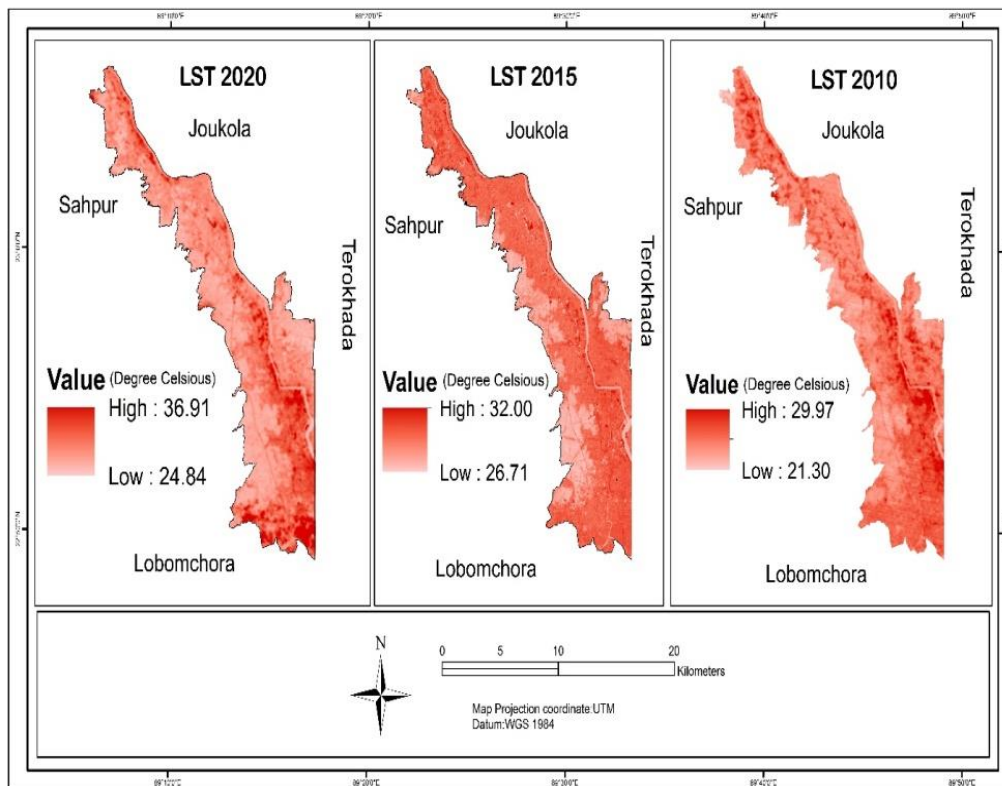 LST 2020
Joukola
Sahpur
Terokhada
Value (Degree Celsious)
High : 36.91
Low : 24.84
Lobomchora
LST 2015
Joukola
Sahpur
Terokhada
Value (Degree Celsious)
High : 32.00
Low : 26.71
Lobomchora
LST 2010
Joukola
Sahpur
Terokhada
Value (Degree Celsious)
High : 29.97
Low : 21.30
Lobomchora
N
0 5 10 20
Kilometers
Map Projection coordinate:UTM
Datum:WGS 1984